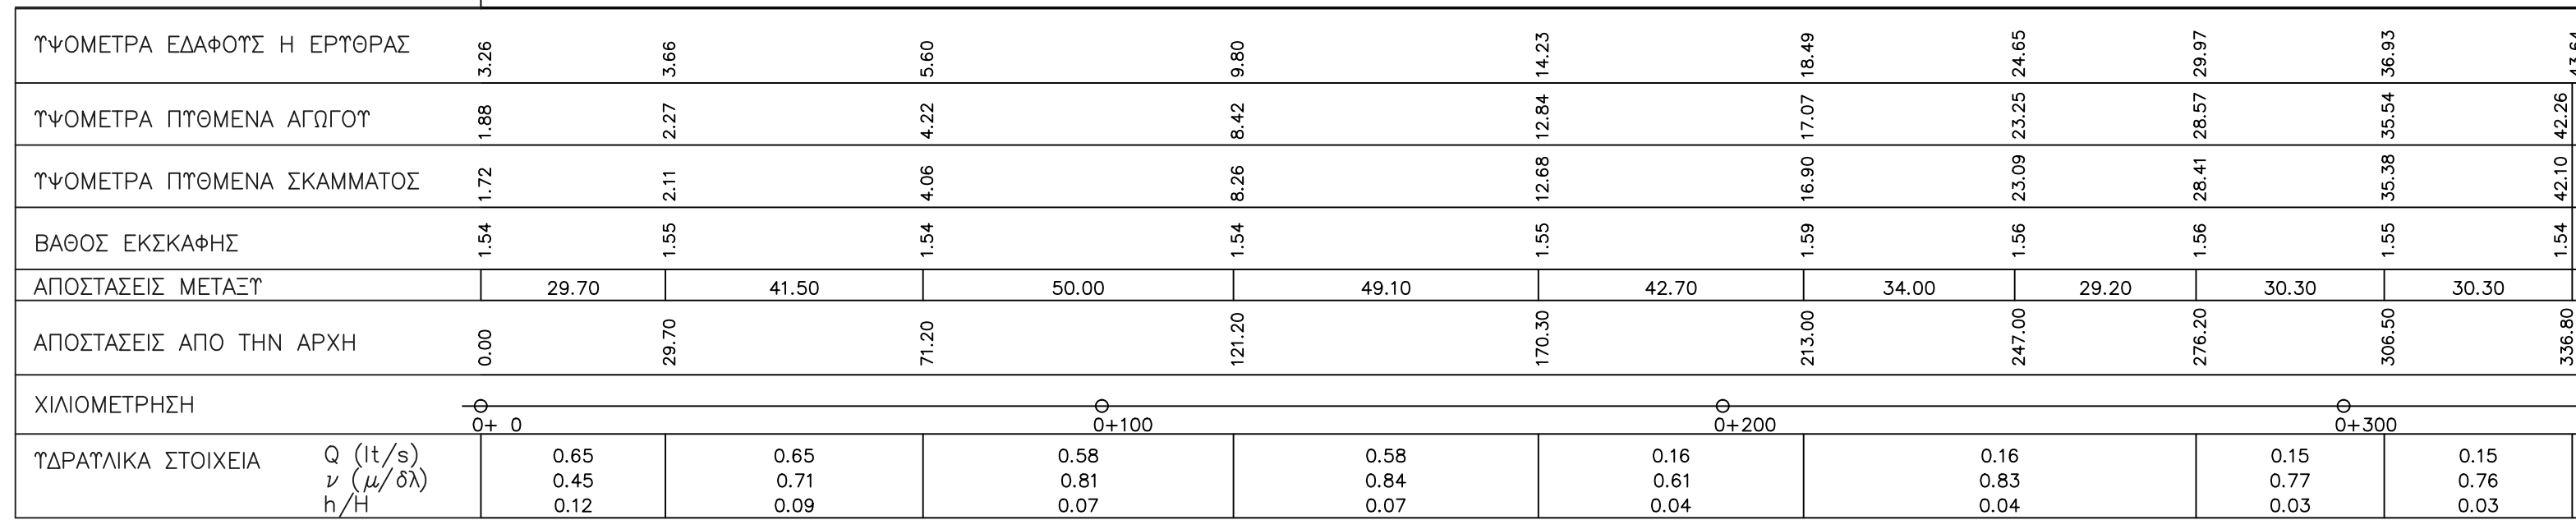 ΥΨΟΜΕΤΡΑ ΕΔΑΦΟΥΣ Η ΕΡΥΘΡΑΣ 3.26 3.66 5.60 9.80 14.23 18.49 24.65 29.97 36.93
ΥΨΟΜΕΤΡΑ ΠΥΘΜΕΝΑ ΑΓΩΓΟΥ 1.88 2.27 4.22 8.42 12.84 17.07 23.25 28.57 35.54 42.26
ΥΨΟΜΕΤΡΑ ΠΥΘΜΕΝΑ ΣΚΑΜΜΑΤΟΣ 1.72 2.11 4.06 8.26 12.68 16.90 23.09 28.41 35.38 42.10
ΒΑΘΟΣ ΕΚΣΚΑΦΗΣ 1.54 1.55 1.54 1.54 1.55 1.59 1.56 1.56 1.55 1.54
ΑΠΟΣΤΑΣΕΙΣ ΜΕΤΑΞΥ 29.70 41.50 50.00 49.10 42.70 34.00 29.20 30.30 30.30
ΑΠΟΣΤΑΣΕΙΣ ΑΠΟ ΤΗΝ ΑΡΧΗ 0.00 29.70 71.20 121.20 170.30 213.00 247.00 276.20 306.50 336.80
ΧΙΛΙΟΜΕΤΡΗΣΗ
0+ 0 0+100 0+200 0+300
ΥΔΡΑΥΛΙΚΑ ΣΤΟΙΧΕΙΑ Q (lt/s) 0.65 0.65 0.58 0.58 0.16 0.16 0.15 0.15
ν (μ/δλ) 0.45 0.71 0.81 0.84 0.61 0.83 0.77 0.76
h/H 0.12 0.09 0.07 0.07 0.04 0.04 0.03 0.03